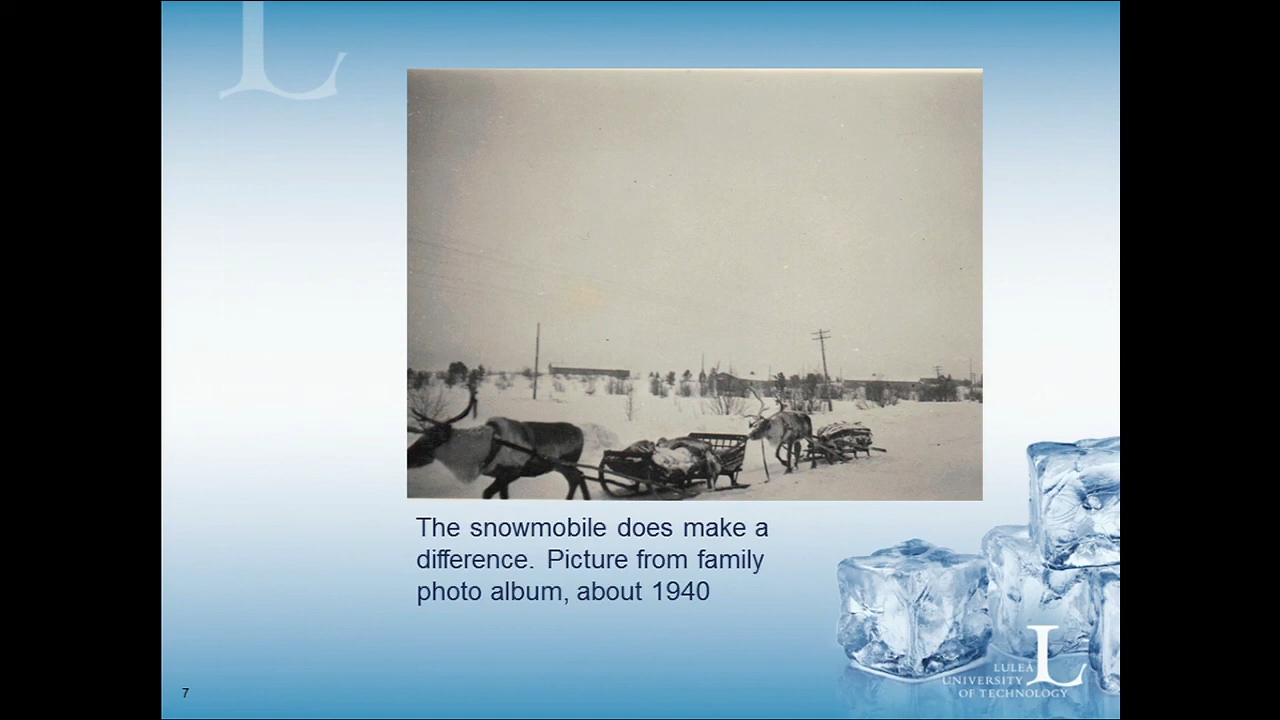 L
The snowmobile does make a
difference. Picture from family
photo album, about 1940
L
LULEÅ
UNIVERSITY
OF TECHNOLOGY
7